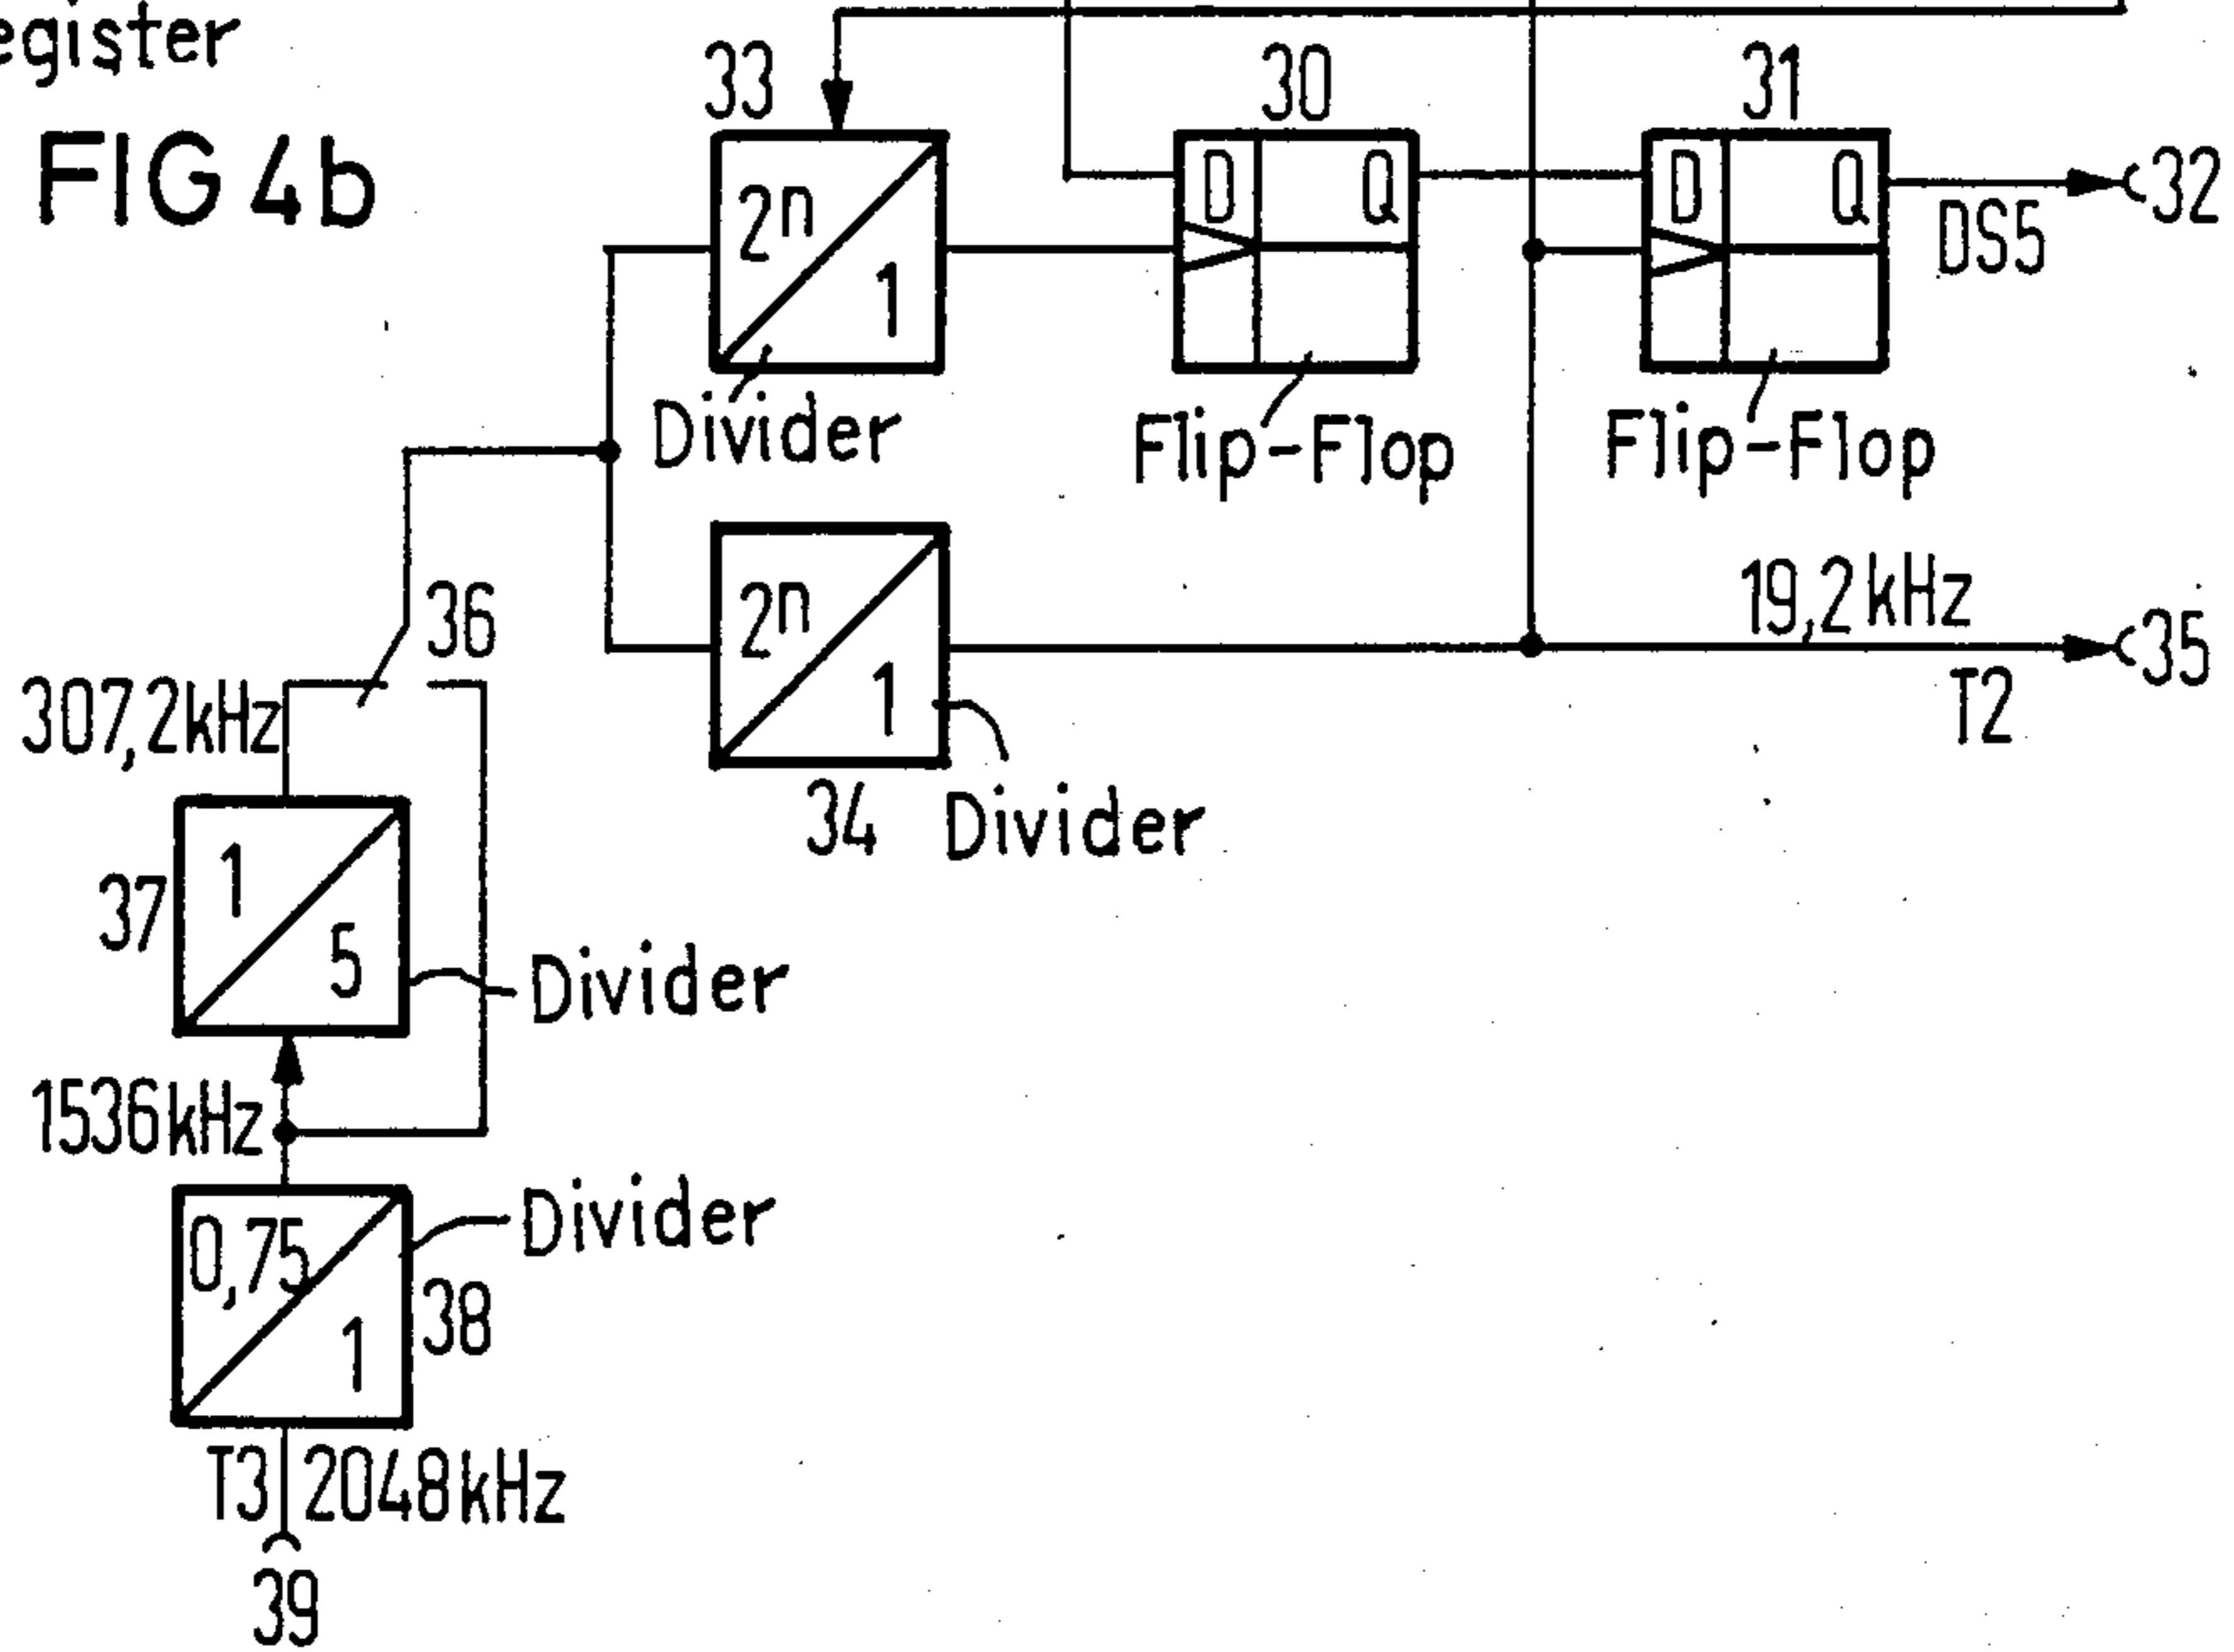 egister
FIG 4b
33
30
31
2n
1
D
Q
D
Q
32
DS5
Divider
Flip-Flop
Flip-Flop
2n
1
36
19,2kHz
35
T2
307,2kHz
34
Divider
1
5
37
Divider
1536kHz
Divider
0,75
1
38
T3
2048kHz
39